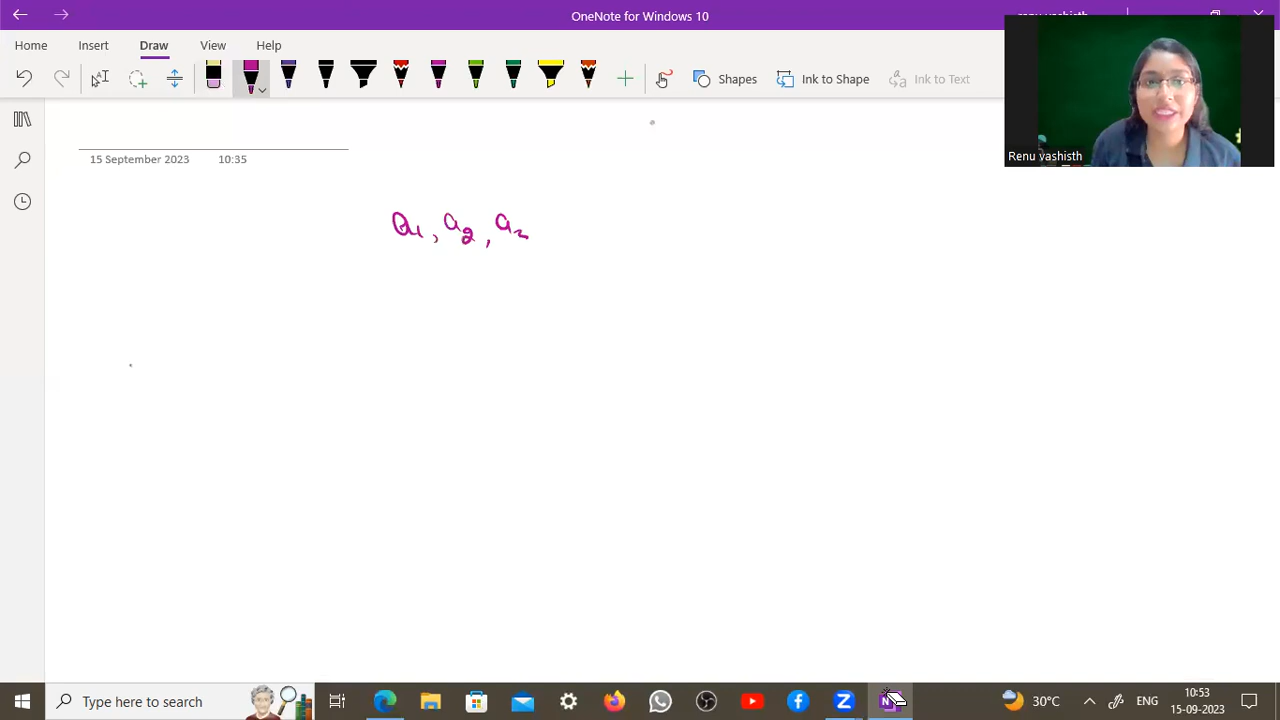 OneNote for Windows 10
Home Insert Draw View Help
Shapes Ink to Shape Ink to Text
Renu vashisth
15 September 2023 10:35
a1, a2, a
Type here to search
30°C ENG 10:53
15-09-2023